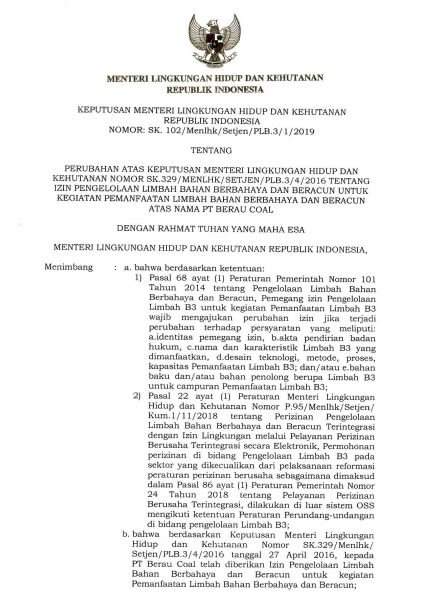 MENTERI LINGKUNGAN HIDUP DAN KEHUTANAN
REPUBLIK INDONESIA
KEPUTUSAN MENTERI LINGKUNGAN HIDUP DAN KEHUTANAN
REPUBLIK INDONESIA
NOMOR: SK. 102/Menlhk/Setjen/PLB.3/1/2019
TENTANG
PERUBAHAN ATAS KEPUTUSAN MENTERI LINGKUNGAN HIDUP DAN
KEHUTANAN NOMOR SK.329/MENLHK/SETJEN/PLB.3/4/2016 TENTANG
IZIN PENGELOLAAN LIMBAH BAHAN BERBAHAYA DAN BERACUN UNTUK
KEGIATAN PEMANFAATAN LIMBAH BAHAN BERBAHAYA DAN BERACUN
ATAS NAMA PT BERAU COAL
DENGAN RAHMAT TUHAN YANG MAHA ESA
MENTERI LINGKUNGAN HIDUP DAN KEHUTANAN REPUBLIK INDONESIA,
Menimbang : a. bahwa berdasarkan ketentuan:
1) Pasal 68 ayat (1) Peraturan Pemerintah Nomor 101
Tahun 2014 tentang Pengelolaan Limbah Bahan
Berbahaya dan Beracun, Pemegang izin Pengelolaan
Limbah B3 untuk kegiatan Pemanfaatan Limbah B3
wajib mengajukan perubahan izin jika terjadi
perubahan terhadap persyaratan yang meliputi:
a.identitas pemegang izin, b.akta pendirian badan
hukum, c.nama dan karakteristik Limbah B3 yang
dimanfaatkan, d.desain teknologi, metode, proses,
kapasitas Pemanfaatan Limbah B3; dan/atau e.bahan
baku dan/atau bahan penolong berupa Limbah B3
untuk campuran Pemanfaatan Limbah B3;
2) Pasal 22 ayat (1) Peraturan Menteri Lingkungan
Hidup dan Kehutanan Nomor P.95/Menlhk/Setjen/
Kum.1/11/2018 tentang Perizinan Pengelolaan
Limbah Bahan Berbahaya dan Beracun Terintegrasi
dengan Izin Lingkungan melalui Pelayanan Perizinan
Berusaha Terintegrasi secara Elektronik, Permohonan
perizinan di bidang Pengelolaan Limbah B3 pada
sektor yang dikecualikan dari pelaksanaan reformasi
peraturan perizinan berusaha sebagaimana dimaksud
dalam Pasal 86 ayat (1) Peraturan Pemerintah Nomor
24 Tahun 2018 tentang Pelayanan Perizinan
Berusaha Terintegrasi, dilakukan di luar sistem OSS
mengikuti ketentuan Peraturan Perundang-undangan
di bidang pengelolaan Limbah B3;
b. bahwa berdasarkan Keputusan Menteri Lingkungan
Hidup dan Kehutanan Nomor SK.329/Menlhk/
Setjen/PLB.3/4/2016 tanggal 27 April 2016, kepada
PT Berau Coal telah diberikan Izin Pengelolaan Limbah
Bahan Berbahaya dan Beracun untuk kegiatan
Pemanfaatan Limbah Bahan Berbahaya dan Beracun;